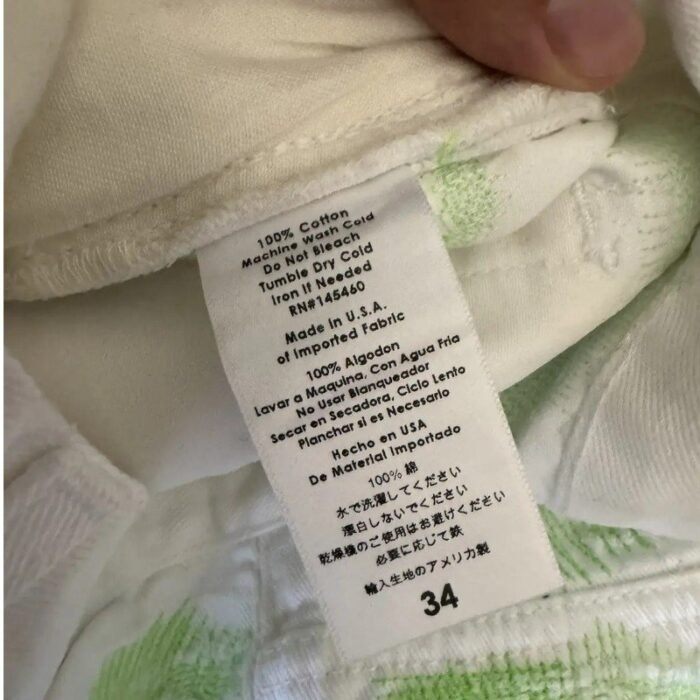 100% Cotton
Machine Wash Cold
Do Not Bleach
Tumble Dry Cold
Iron If Needed
RN#145460
Made In U.S.A.
of Imported Fabric
100% Algodon
Lavar a Maquina, Con Agua Fria
No Usar Blanqueador
Secar en Secadora, Ciclo Lento
Planchar si es Necesario
Hecho en USA
De Material Importado
100% 綿
水で洗濯してください
漂白しないでください
乾燥機のご使用はお避けください
必要に応じて鉄
輸入生地のアメリカ製
34